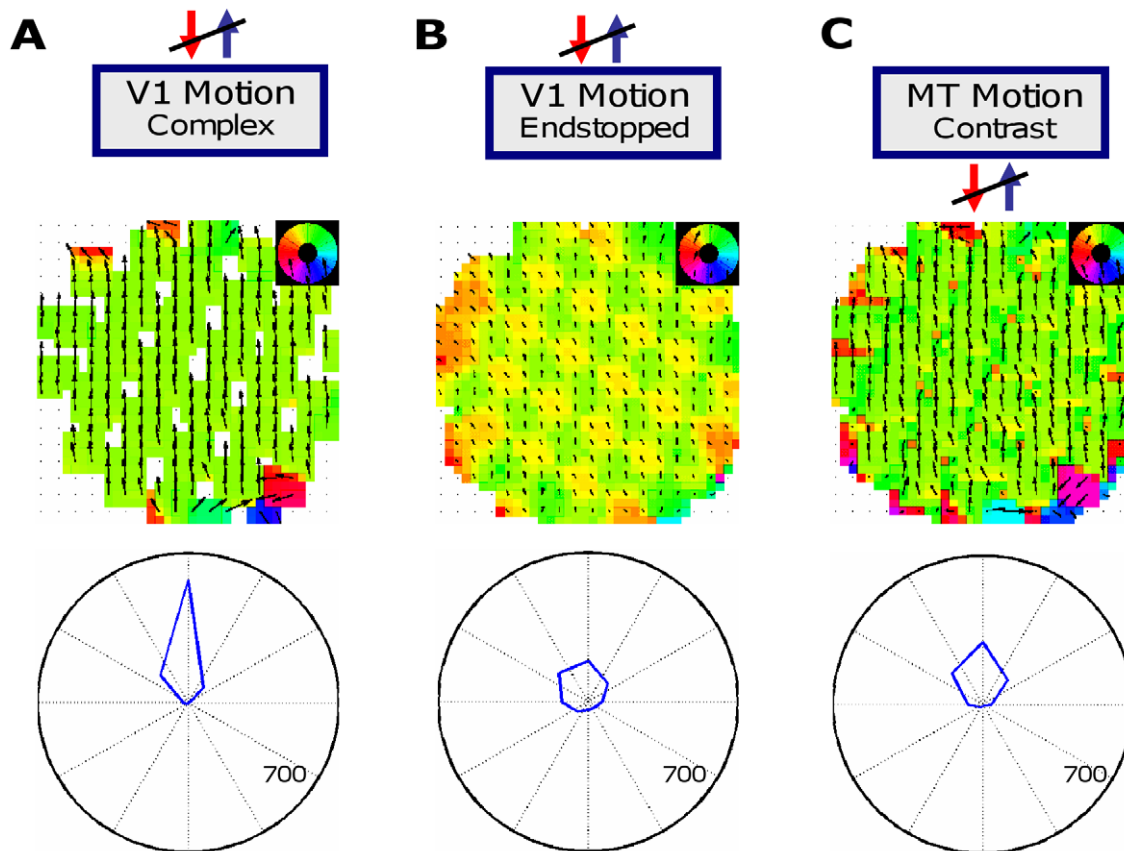 A
B
C
V1 Motion
Complex
V1 Motion
Endstopped
MT Motion
Contrast
700
700
700